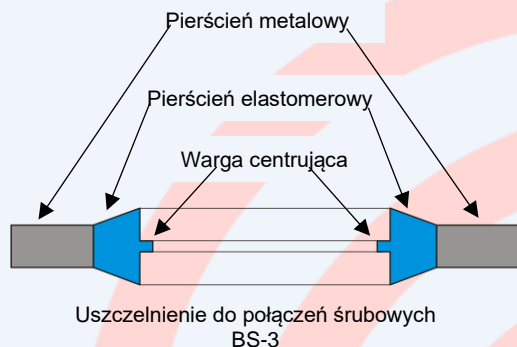 Pierścień metalowy
Pierścień elastomerowy
Warga centrująca
Uszczelnienie do połączeń śrubowych
BS-3